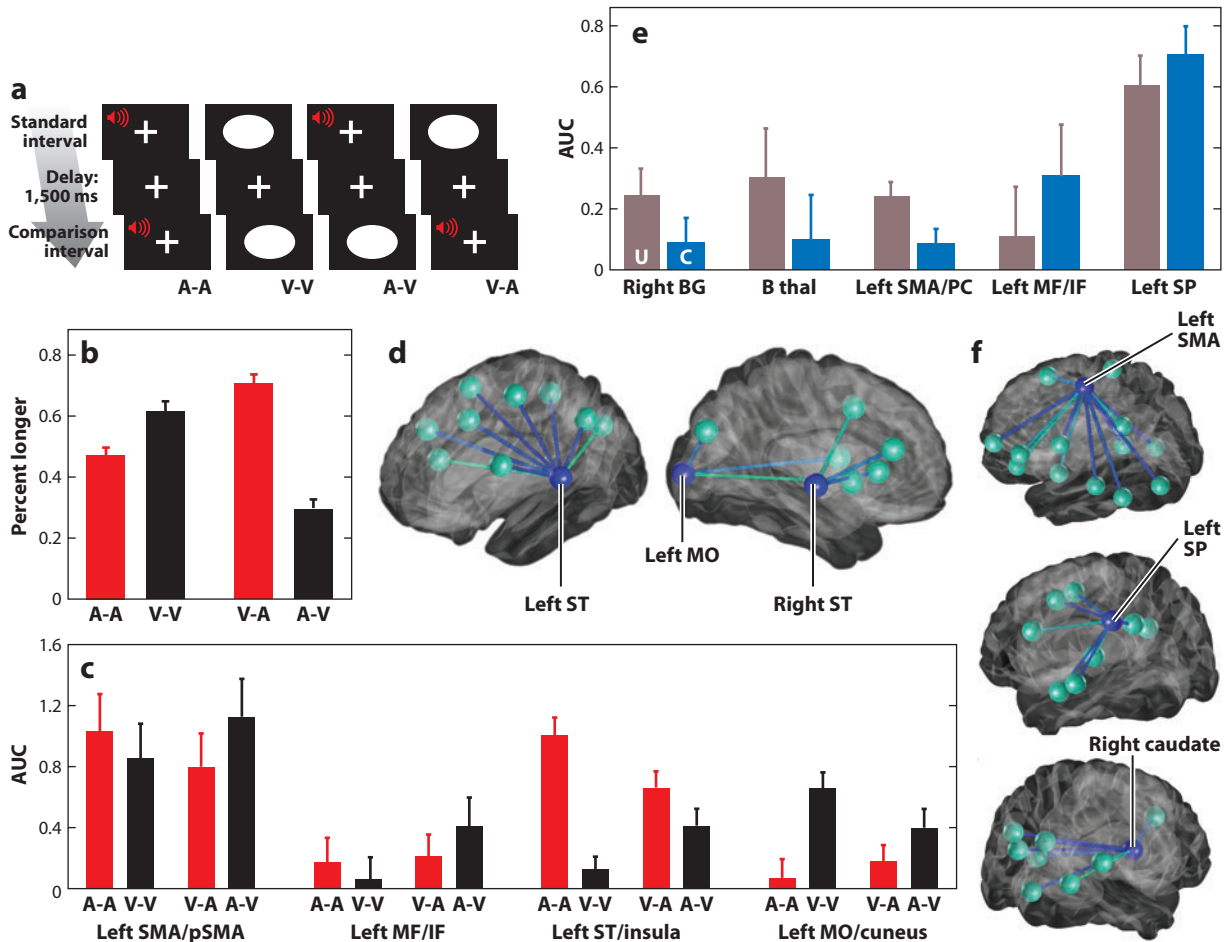 a
Standard
interval
Delay:
1,500 ms
Comparison
interval
A-A V-V A-V V-A
b
Percent longer
0.8
0.6
0.4
0.2
0
A-A V-V V-A A-V
c
AUC
1.6
1.2
0.8
0.4
0
A-A V-V V-A A-V A-A V-V V-A A-V A-A V-V V-A A-V A-A V-V V-A A-V
Left SMA/pSMA Left MF/IF Left ST/insula Left MO/cuneus
d
Left MO
Left ST
Right ST
e
AUC
0.8
0.6
0.4
0.2
0
U C
Right BG B thal Left SMA/PC Left MF/IF Left SP
f
Left
SMA
Left
SP
Right caudate